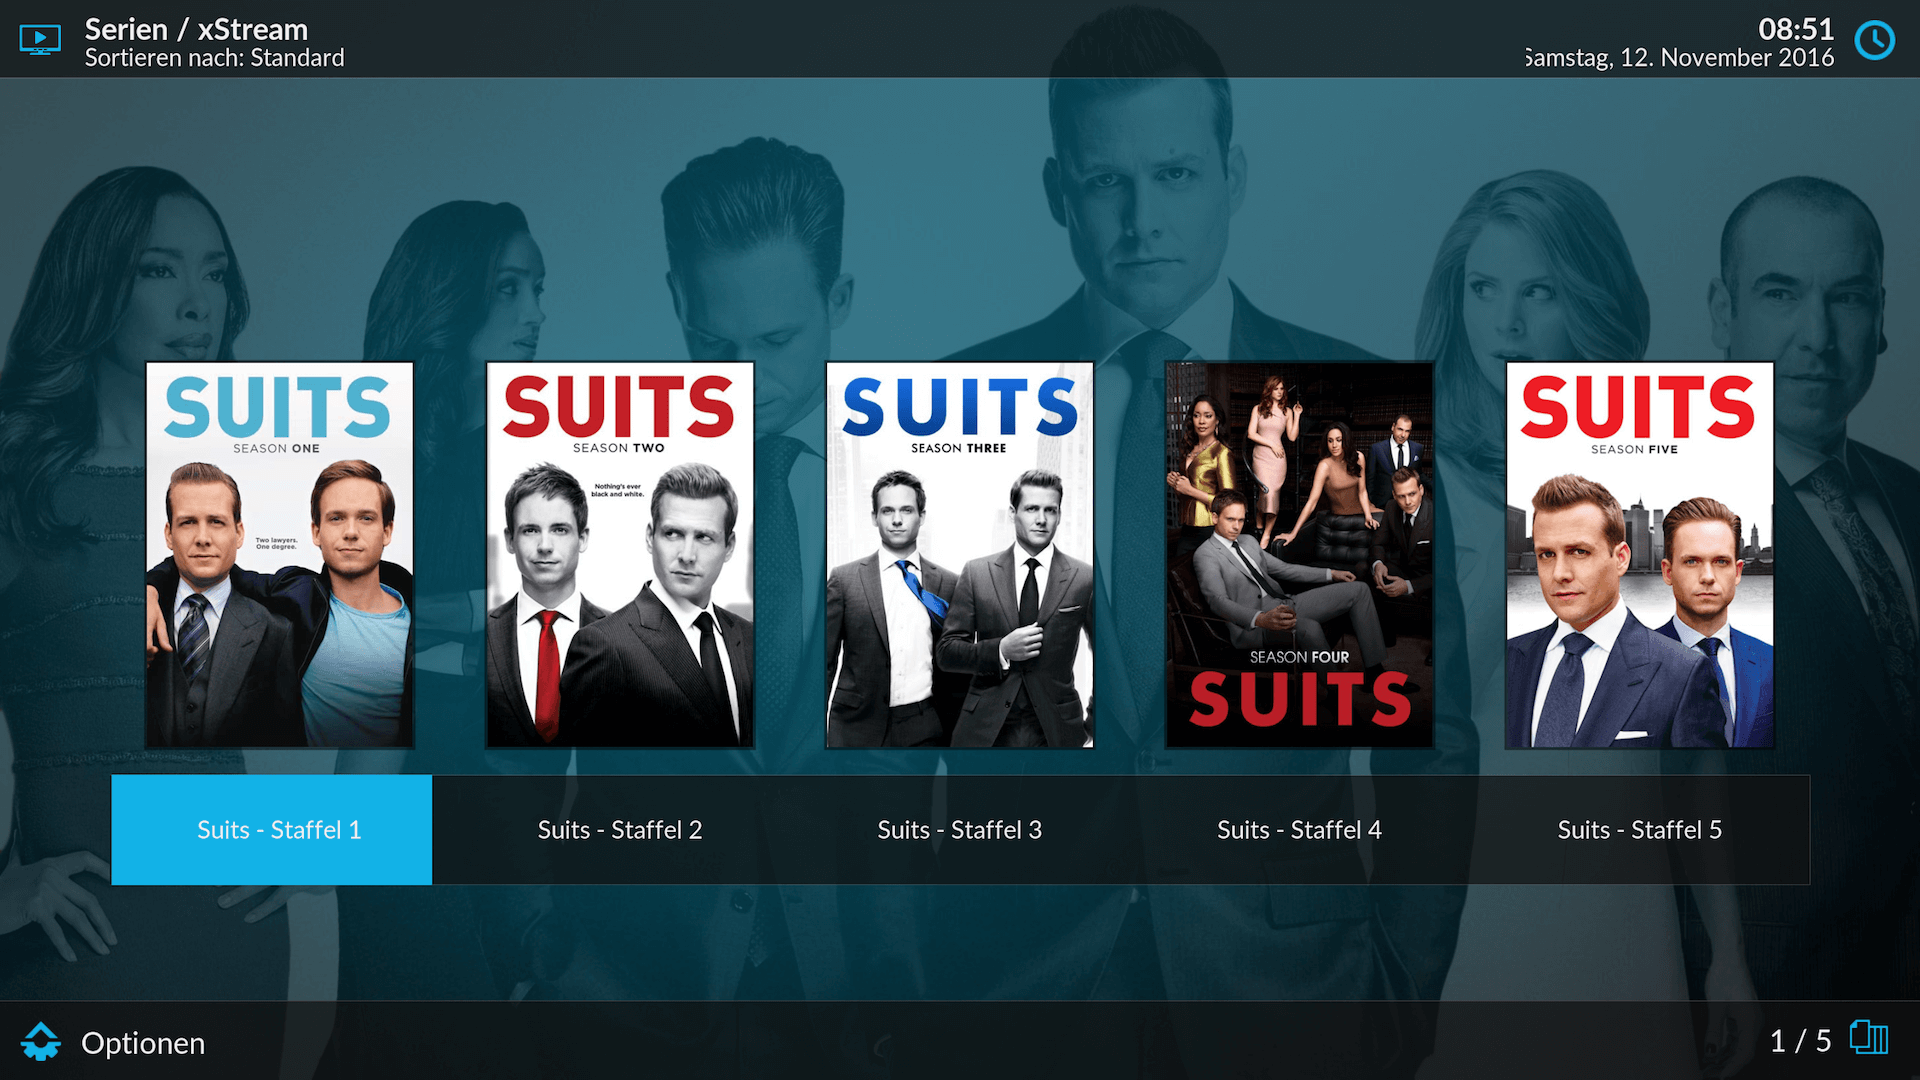 Serien / xStream
Sortieren nach: Standard
08:51
Samstag, 12. November 2016
SUITS
SEASON ONE
Two lawyers.
One degree.
SUITS
SEASON TWO
Nothing's ever
black and white.
SUITS
SEASON THREE
SEASON FOUR
SUITS
SUITS
SEASON FIVE
Suits - Staffel 1
Suits - Staffel 2
Suits - Staffel 3
Suits - Staffel 4
Suits - Staffel 5
Optionen
1 / 5